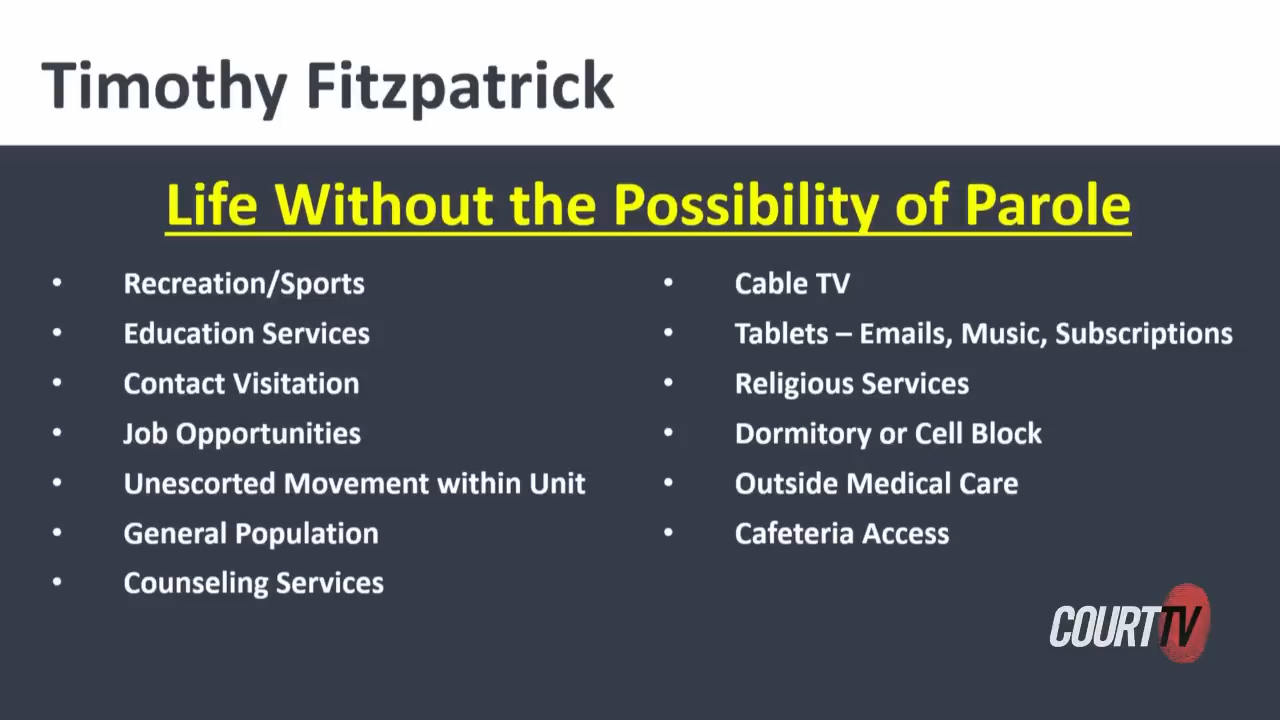 Timothy Fitzpatrick
Life Without the Possibility of Parole
• Recreation/Sports
• Education Services
• Contact Visitation
• Job Opportunities
• Unescorted Movement within Unit
• General Population
• Counseling Services
• Cable TV
• Tablets – Emails, Music, Subscriptions
• Religious Services
• Dormitory or Cell Block
• Outside Medical Care
• Cafeteria Access
COURT TV